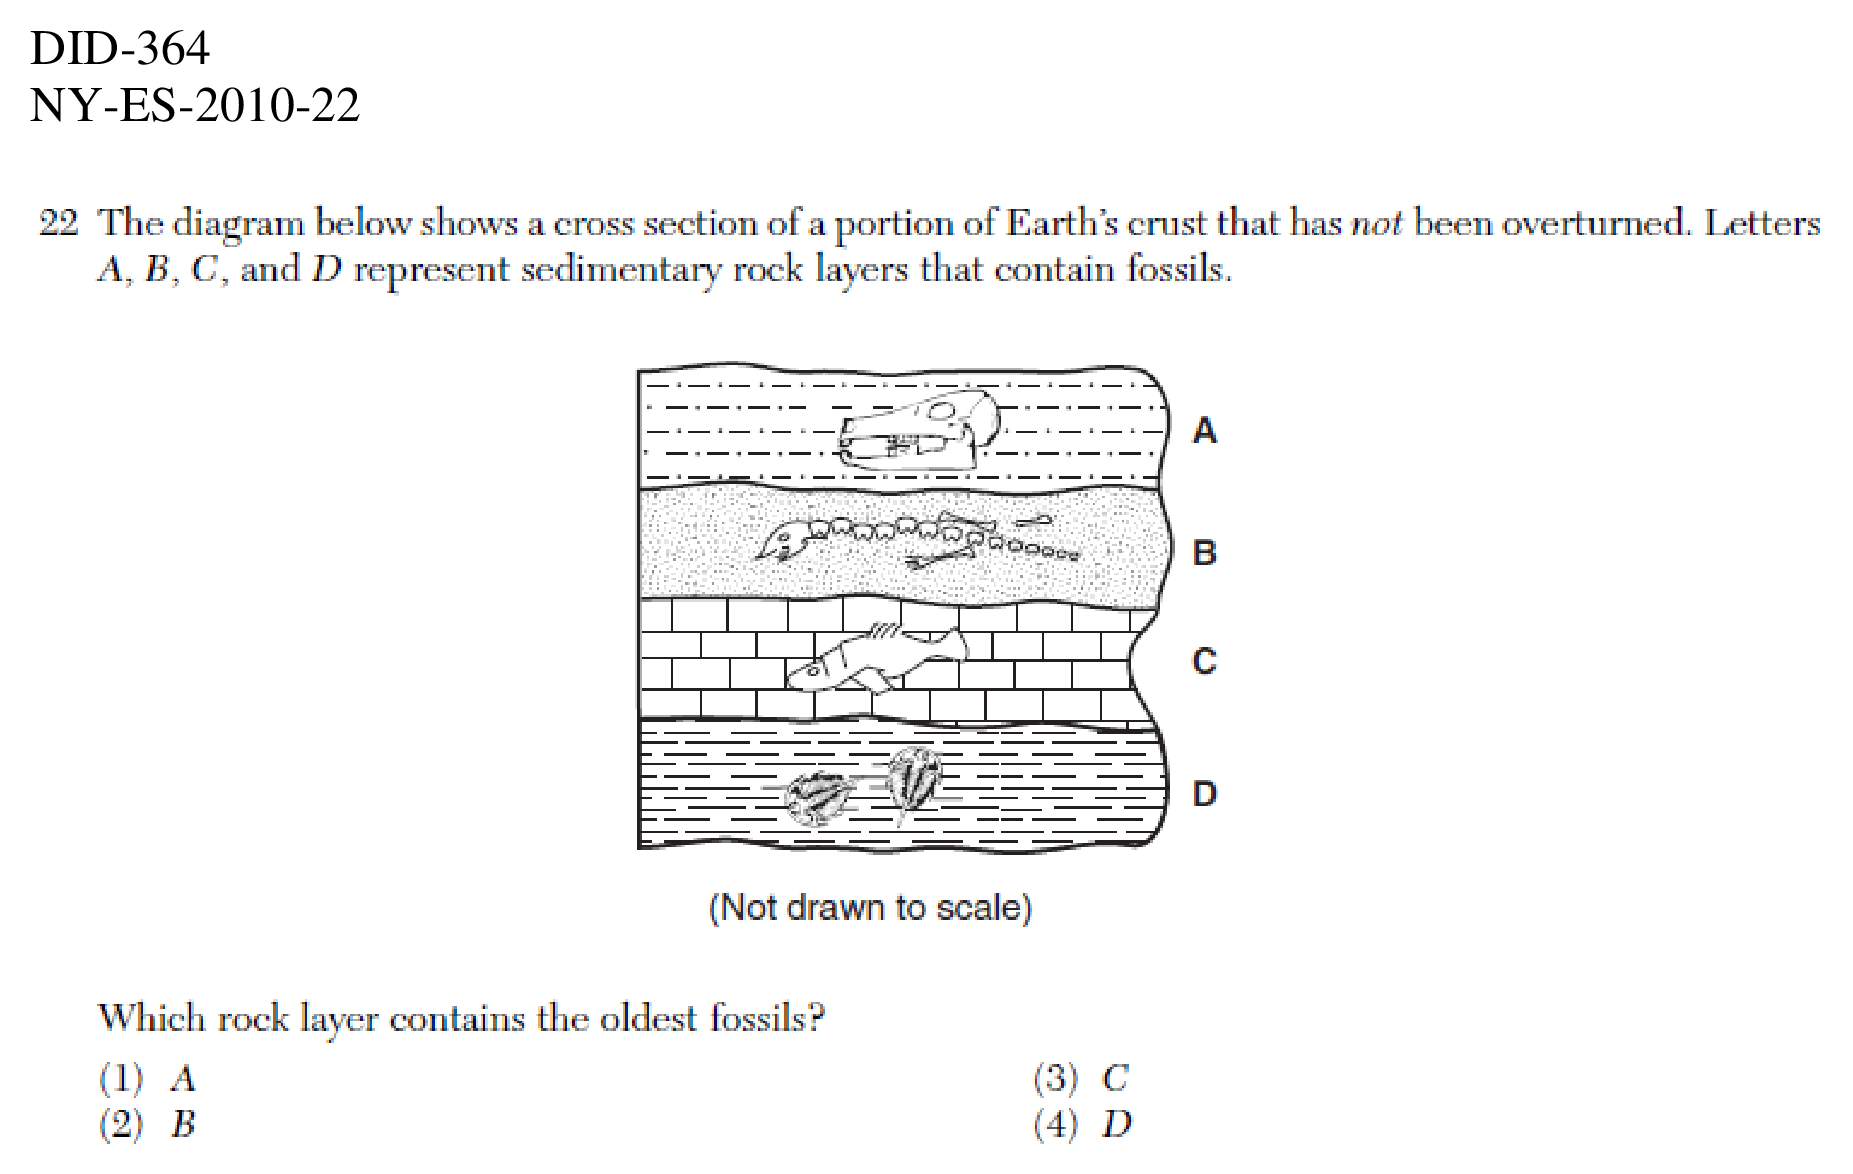 DID-364
NY-ES-2010-22
22 The diagram below shows a cross section of a portion of Earth's crust that has not been overturned. Letters
A, B, C, and D represent sedimentary rock layers that contain fossils.
A
B
C
D
(Not drawn to scale)
Which rock layer contains the oldest fossils?
(1) A
(2) B
(3) C
(4) D